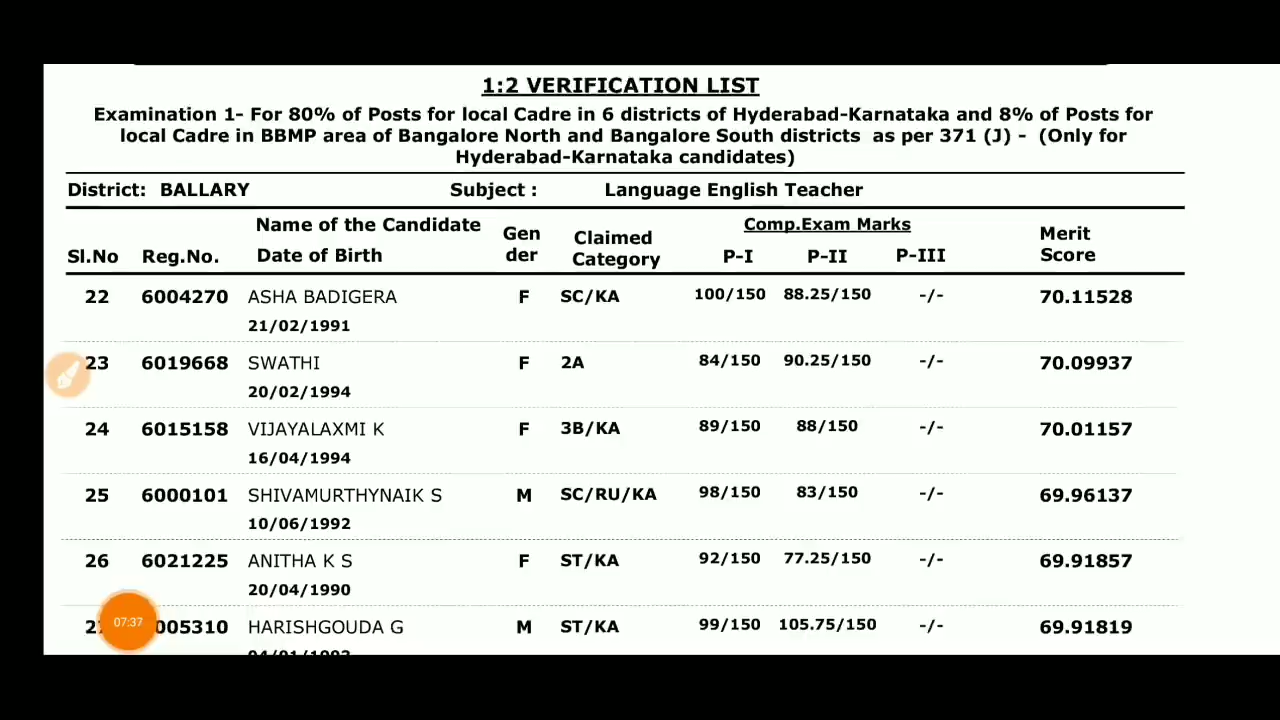 1:2 VERIFICATION LIST
Examination 1- For 80% of Posts for local Cadre in 6 districts of Hyderabad-Karnataka and 8% of Posts for
local Cadre in BBMP area of Bangalore North and Bangalore South districts as per 371 (J) - (Only for
Hyderabad-Karnataka candidates)
District: BALLARY Subject : Language English Teacher
Sl.No Reg.No. Name of the Candidate Date of Birth Gen der Claimed Category Comp.Exam Marks P-I P-II P-III Merit Score
22 6004270 ASHA BADIGERA F SC/KA 100/150 88.25/150 -/- 70.11528
21/02/1991
23 6019668 SWATHI F 2A 84/150 90.25/150 -/- 70.09937
20/02/1994
24 6015158 VIJAYALAXMI K F 3B/KA 89/150 88/150 -/- 70.01157
16/04/1994
25 6000101 SHIVAMURTHYNAIK S M SC/RU/KA 98/150 83/150 -/- 69.96137
10/06/1992
26 6021225 ANITHA K S F ST/KA 92/150 77.25/150 -/- 69.91857
20/04/1990
005310 HARISHGOUDA G M ST/KA 99/150 105.75/150 -/- 69.91819
07:37